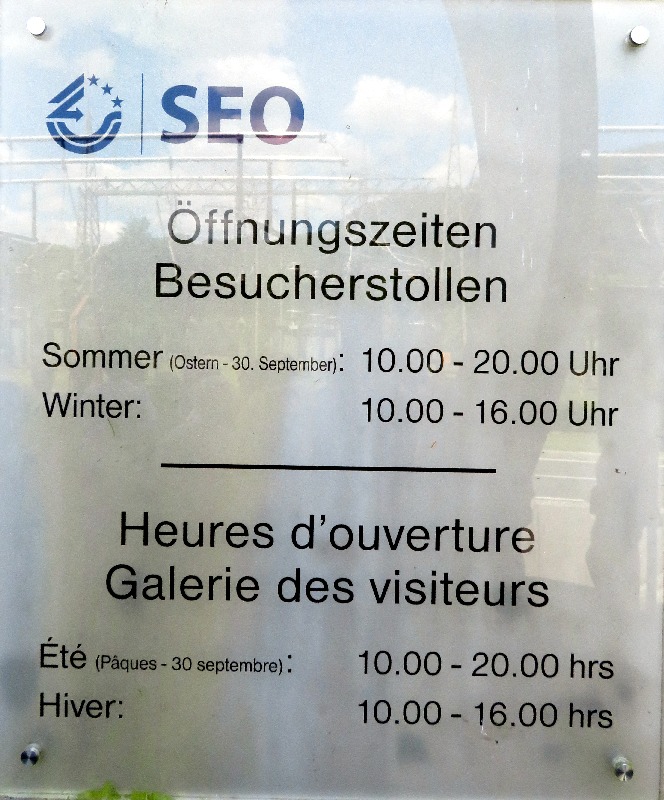 SEO
Öffnungszeiten
Besucherstollen
Sommer (Ostern - 30. September): 10.00 - 20.00 Uhr
Winter: 10.00 - 16.00 Uhr
Heures d'ouverture
Galerie des visiteurs
Été (Pâques - 30 septembre): 10.00 - 20.00 hrs
Hiver: 10.00 - 16.00 hrs